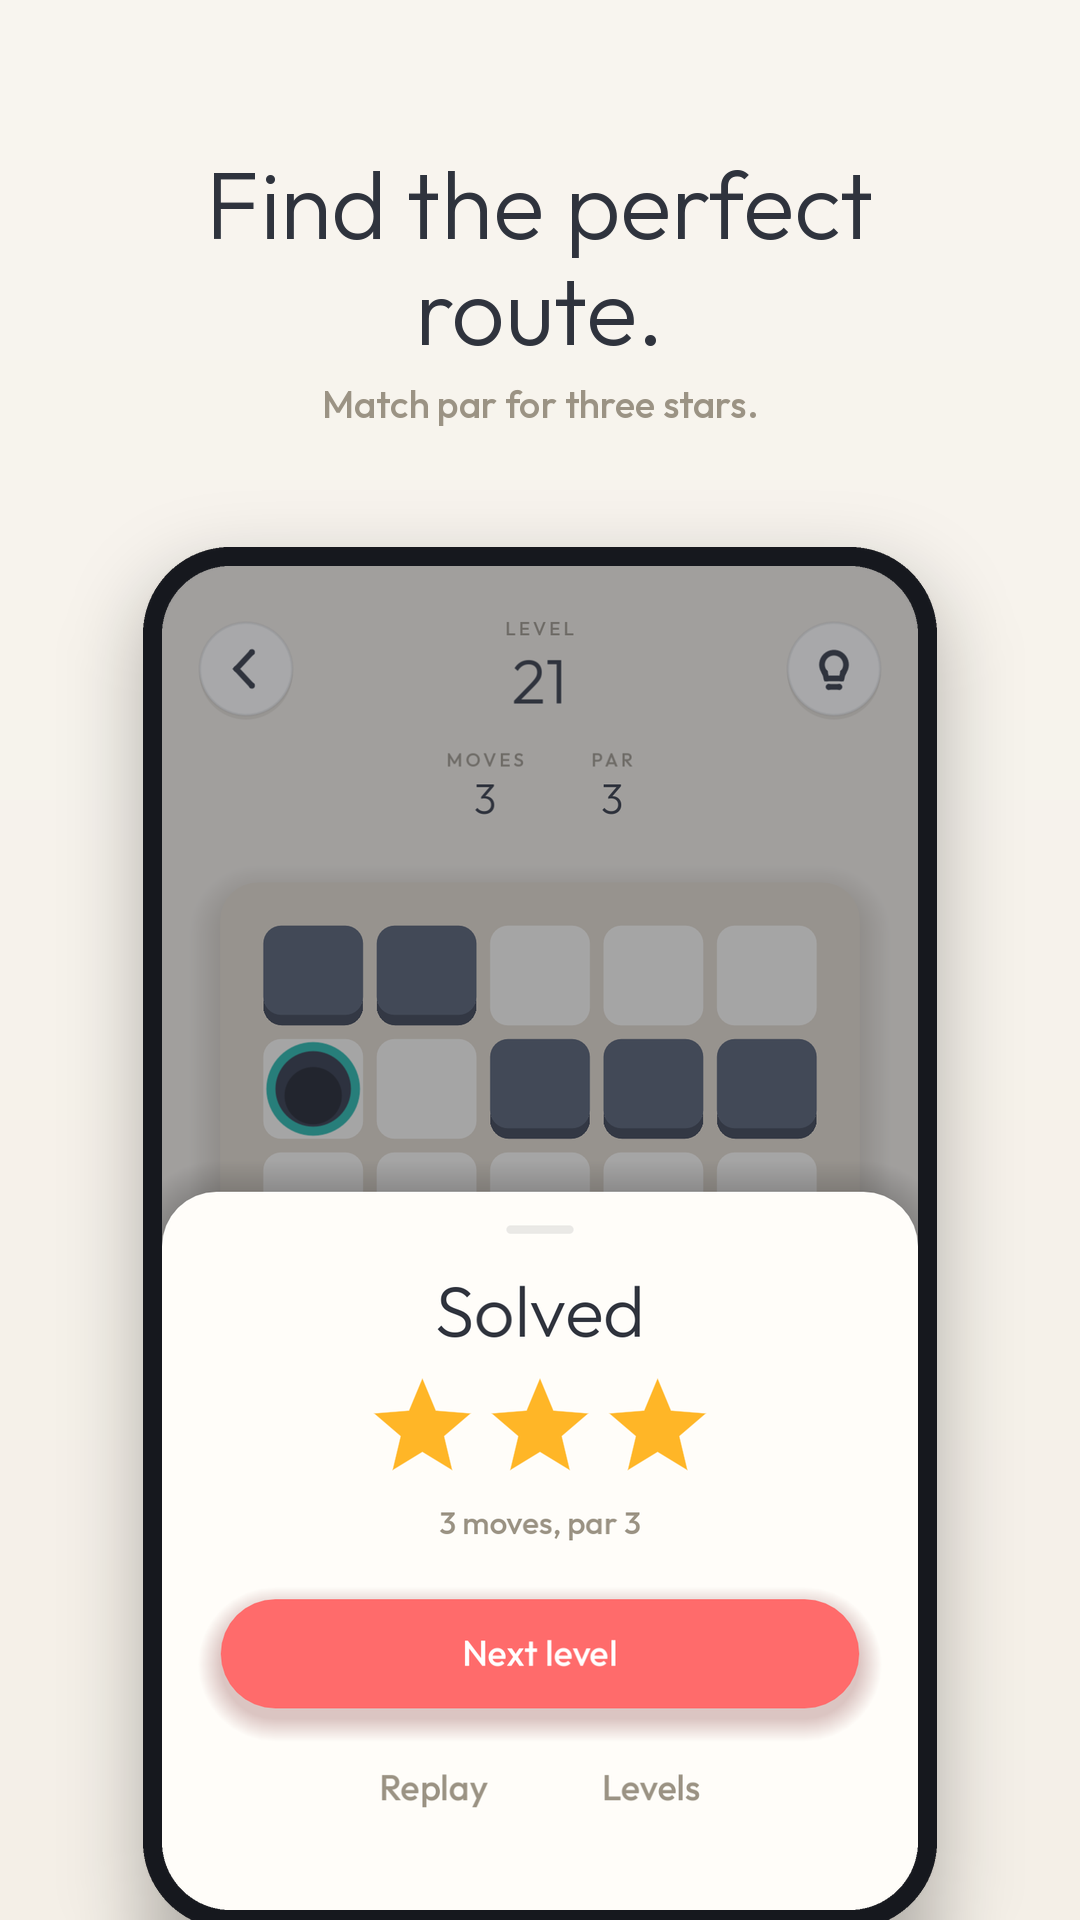 Find the perfect
route.
Match par for three stars.
LEVEL
21
MOVES PAR
3 3
Solved
3 moves, par 3
Next level
Replay Levels